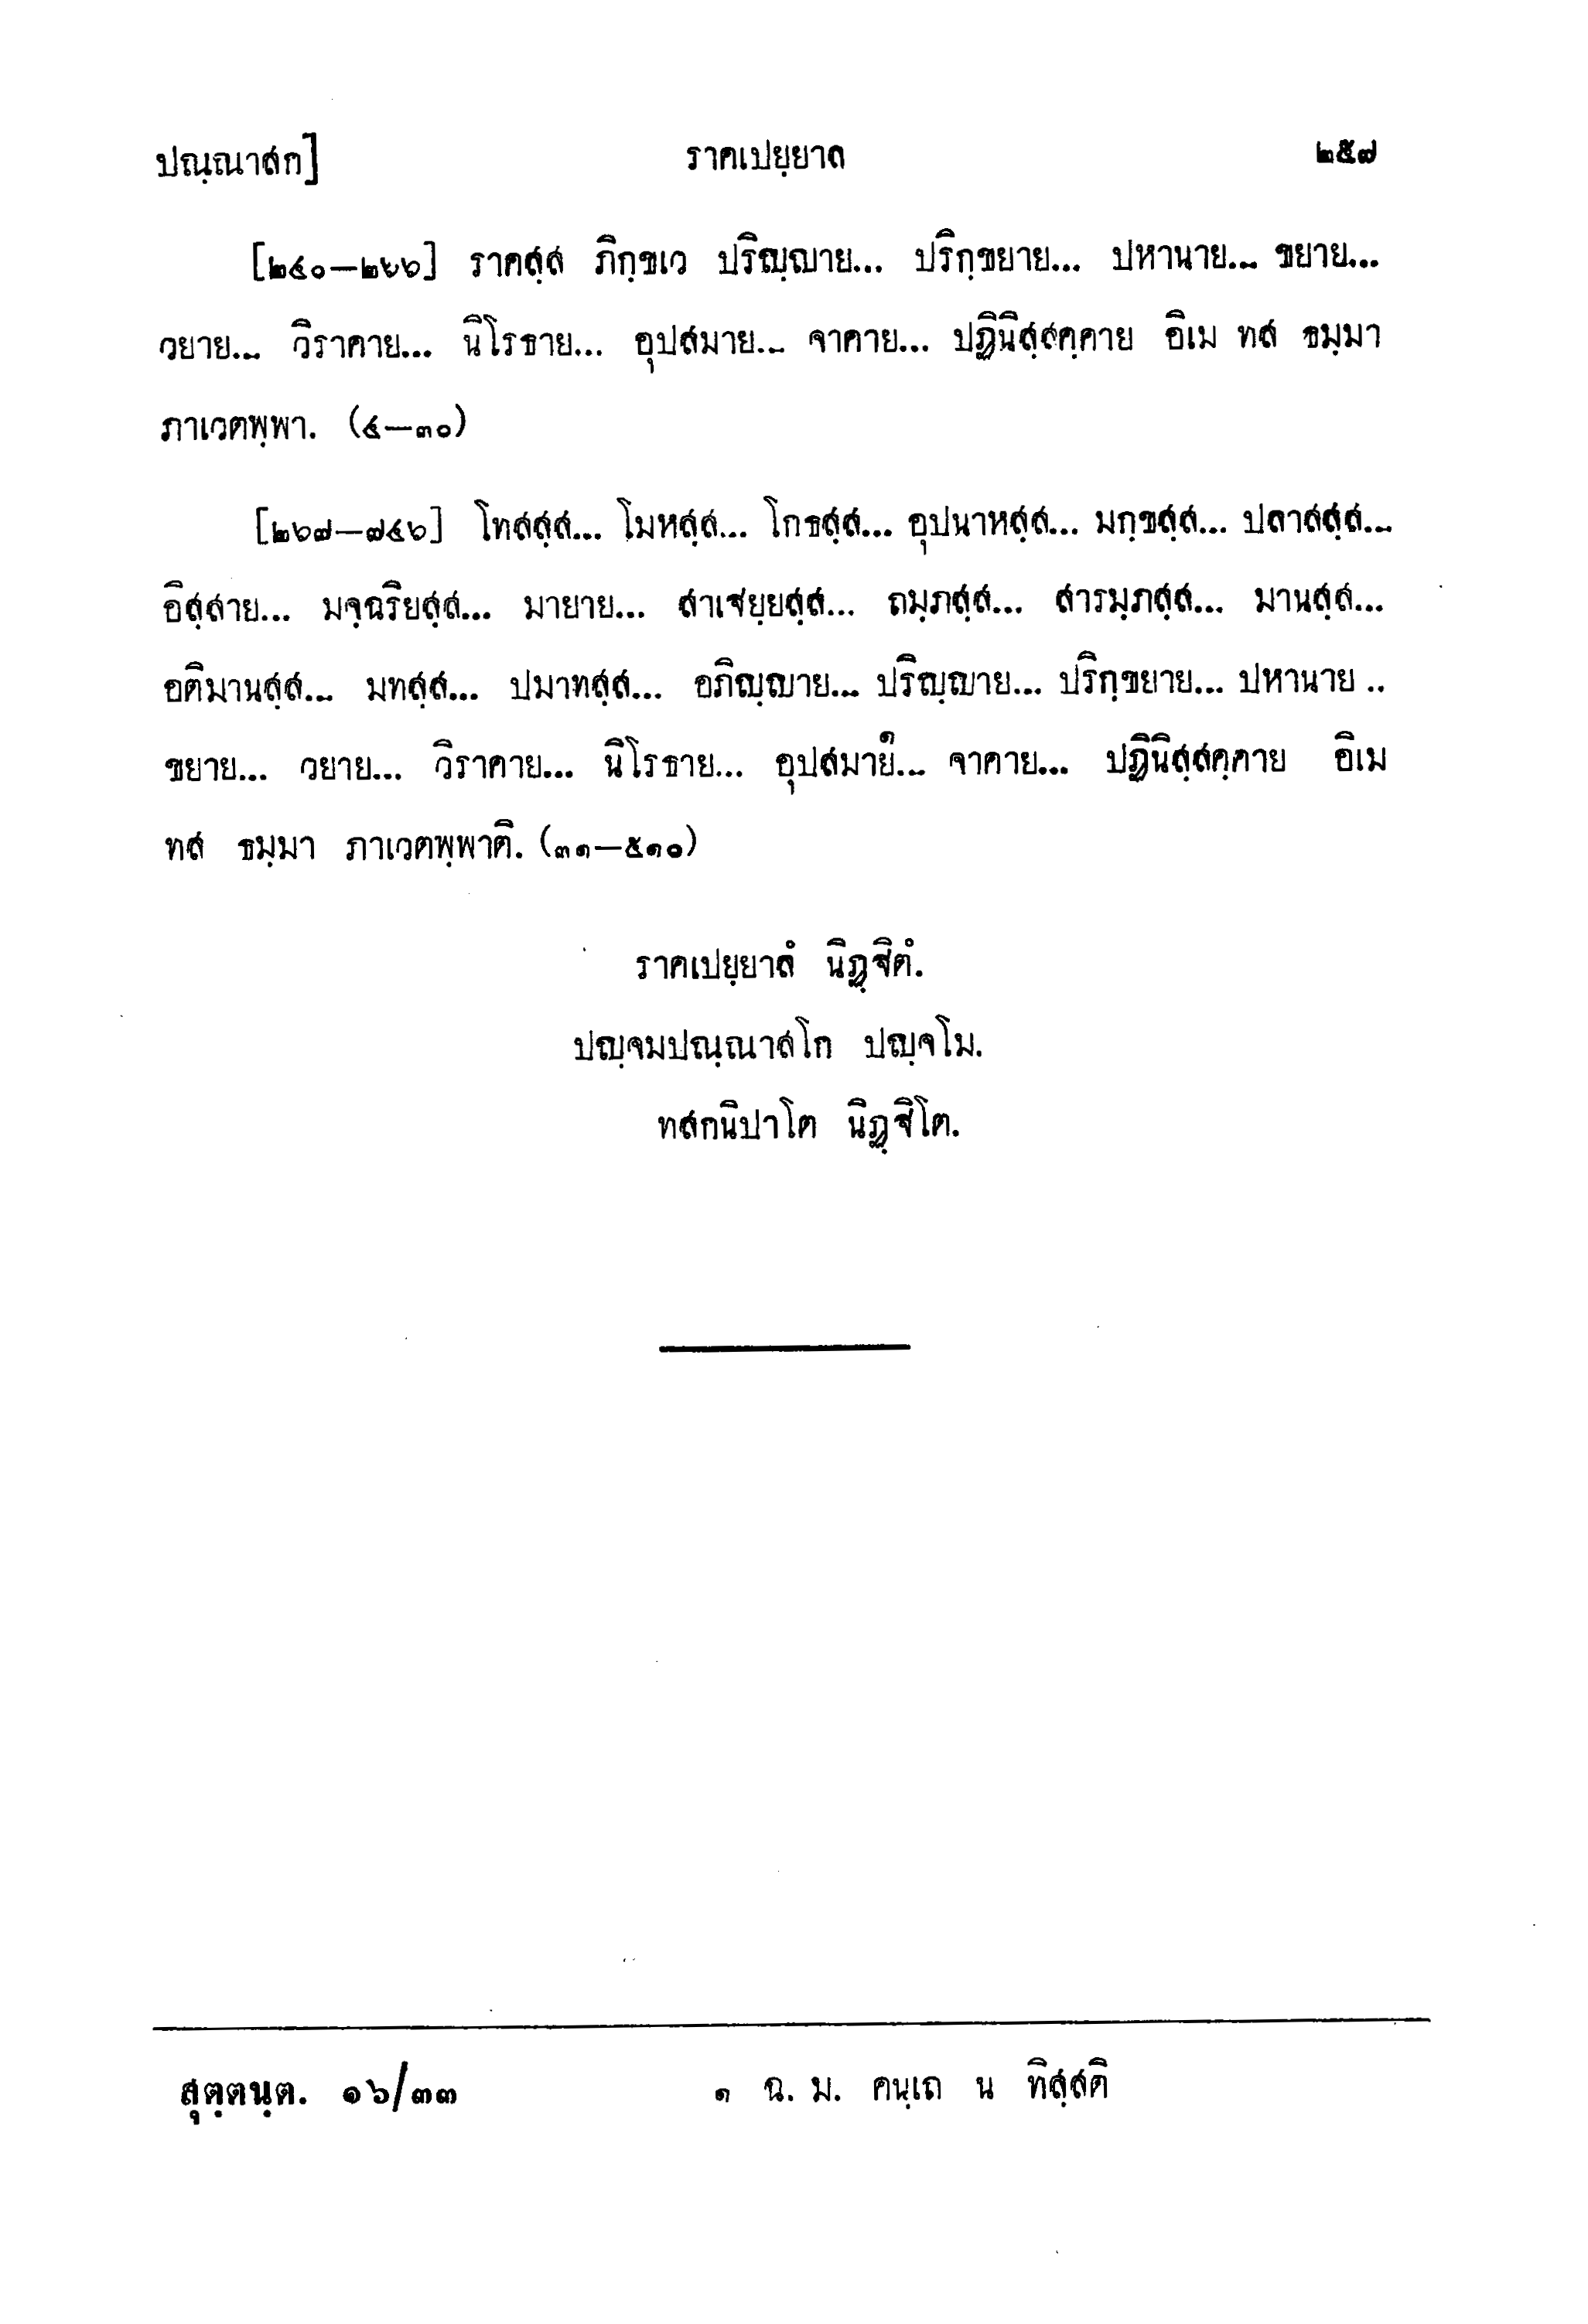 ปณฺณาสก]
ราคเปยฺยาล
๒๕๗
[๒๔๐—๒๖๖] ราคสฺส ภิกฺขเว ปริญฺญาย... ปริกฺขยาย... ปหานาย... ขยาย...
วยาย... วิราคาย... นิโรธาย... อุปสมาย... จาคาย... ปฏินิสฺสคฺคาย อิเม ทส ธมฺมา
ภาเวตพฺพา. (๔—๓๐)
[๒๖๗—๗๔๖] โทสสฺส... โมหสฺส... โกธสฺส... อุปนาหสฺส... มกฺขสฺส... ปลาสสฺส...
อิสฺสาย... มจฺฉริยสฺส... มายาย... สาเฐยฺยสฺส... ถมฺภสฺส... สารมฺภสฺส... มานสฺส...
อติมานสฺส... มทสฺส... ปมาทสฺส... อภิญฺญาย... ปริญฺญาย... ปริกฺขยาย... ปหานาย ..
ขยาย... วยาย... วิราคาย... นิโรธาย... อุปสมาย๑... จาคาย... ปฏินิสฺสคฺคาย อิเม
ทส ธมฺมา ภาเวตพฺพาติ. (๓๑—๕๑๐)
ราคเปยฺยาลํ นิฏฺฐิตํ.
ปญฺจมปณฺณาสโก ปญฺจโม.
ทสกนิปาโต นิฏฺฐิโต.
สุตฺตนฺต. ๑๖/๓๓
๑ ฉ. ม. คนฺเถ น ทิสฺสติ